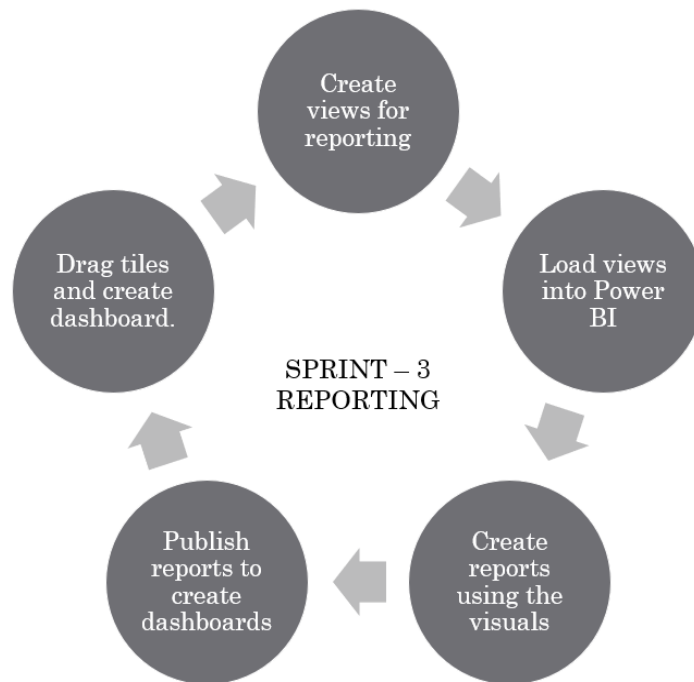 Create
views for
reporting
Load views
into Power
BI
Create
reports
using the
visuals
Publish
reports to
create
dashboards
Drag tiles
and create
dashboard.
SPRINT – 3
REPORTING